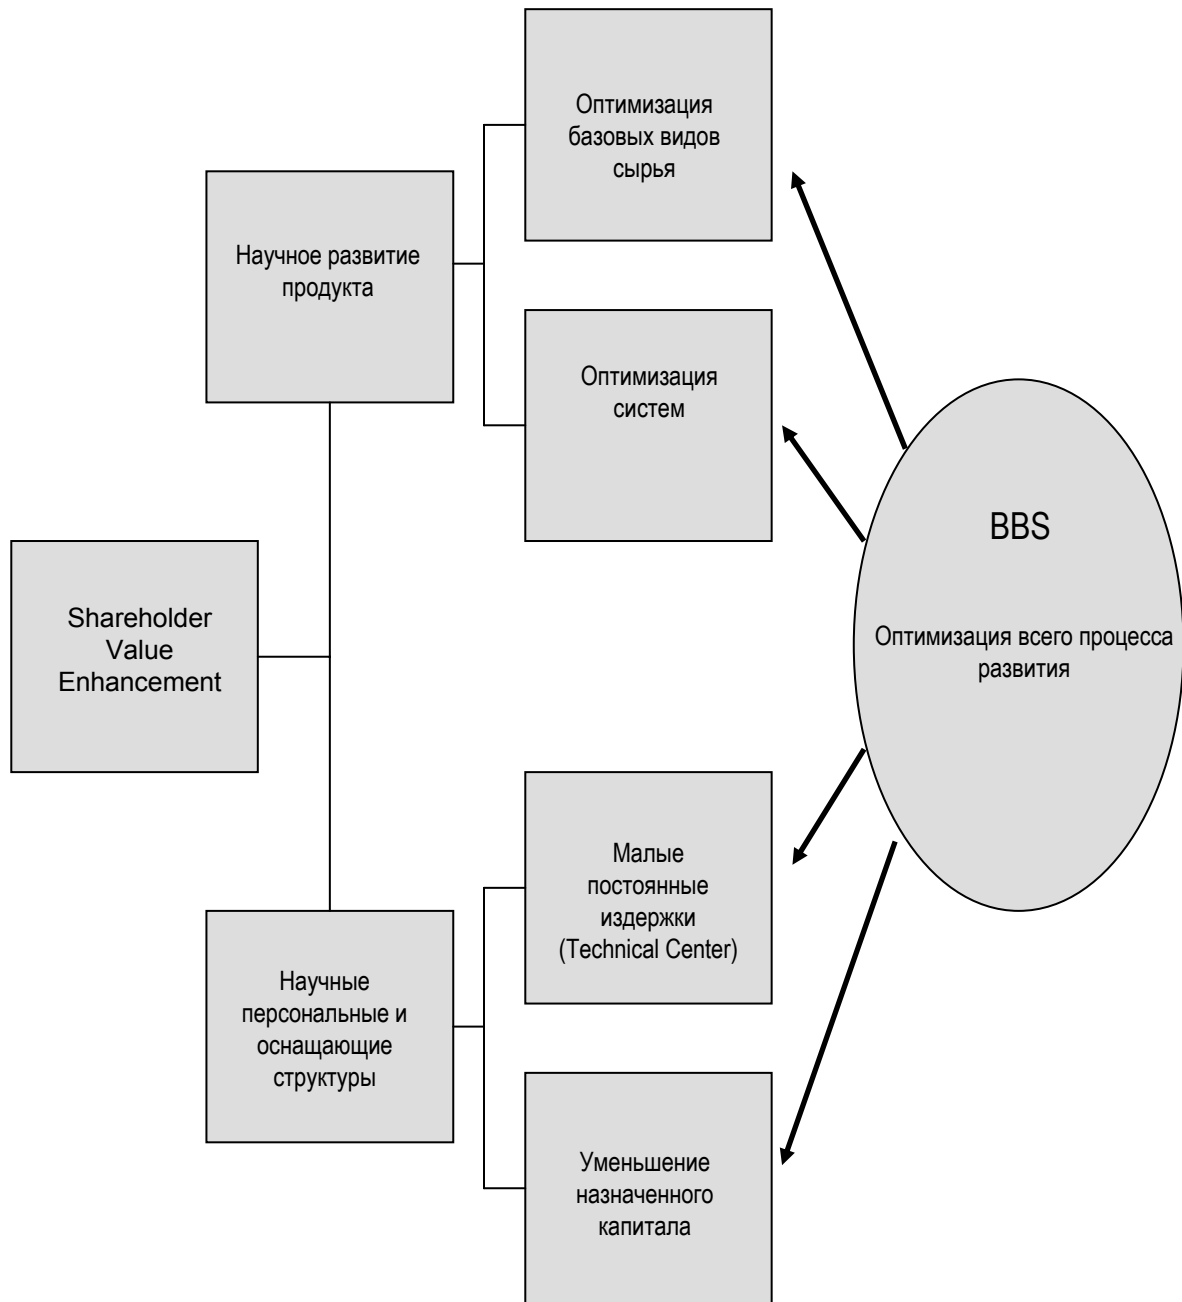 Оптимизация
базовых видов
сырья
Научное развитие
продукта
Оптимизация
систем
BBS
Оптимизация всего процесса
развития
Shareholder
Value
Enhancement
Малые
постоянные
издержки
(Technical Center)
Научные
персональные и
оснащающие
структуры
Уменьшение
назначенного
капитала